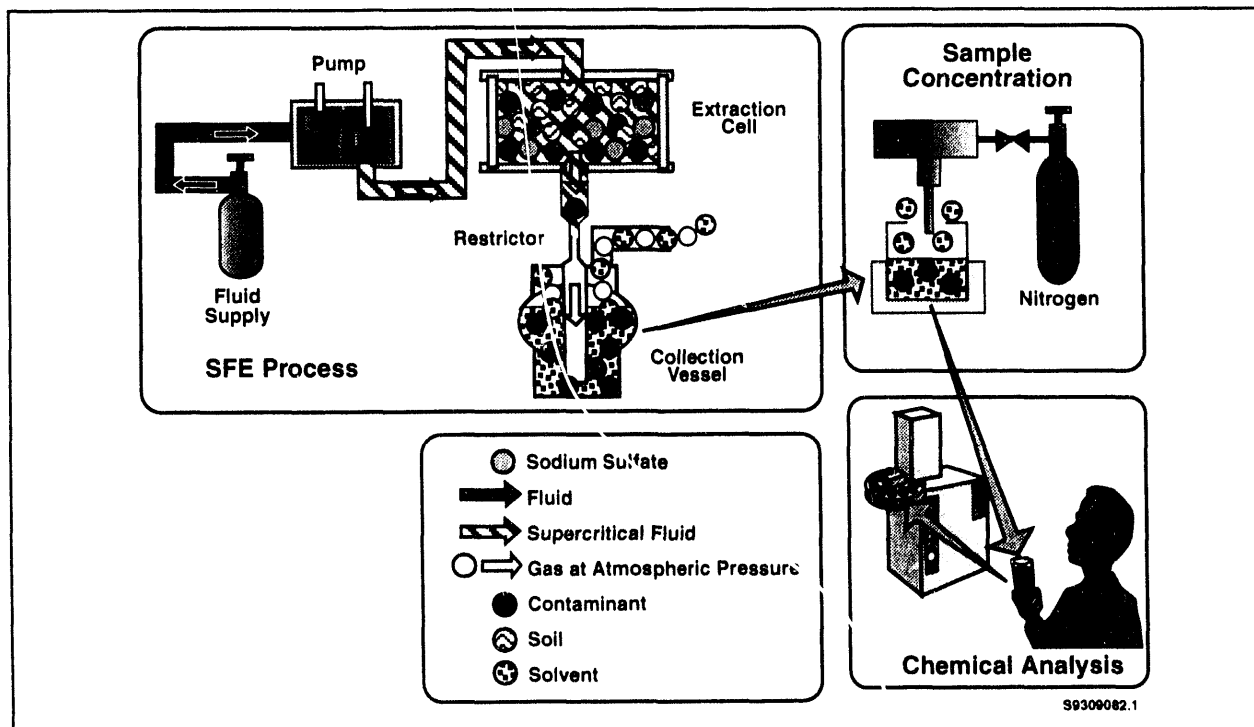 Pump
Extraction
Cell
Restrictor
Fluid
Supply
Collection
Vessel
SFE Process
Sample
Concentration
Nitrogen
Sodium Sulfate
Fluid
Supercritical Fluid
Gas at Atmospheric Pressure
Contaminant
Soil
Solvent
Chemical Analysis
S9309082.1